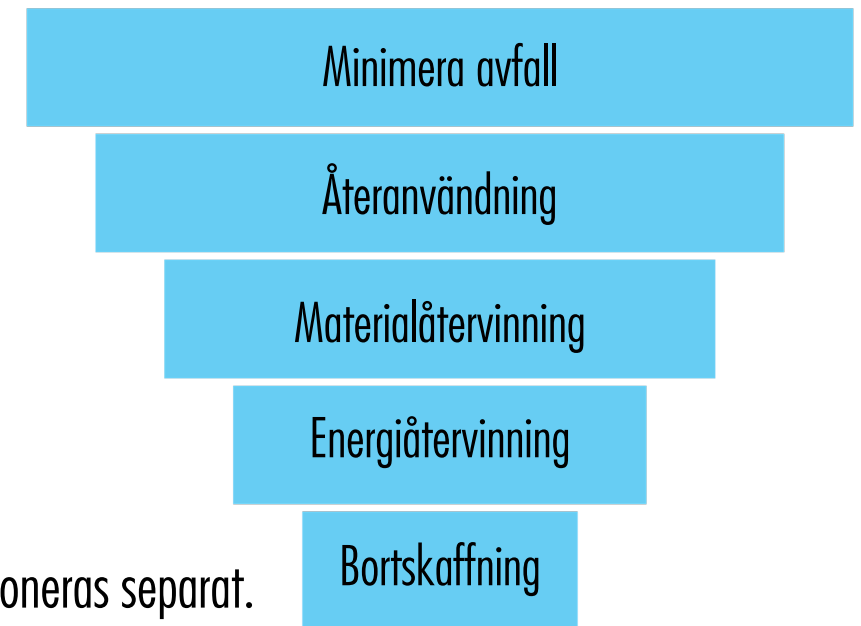 Minimera avfall
Återanvändning
Materialåtervinning
Energiåtervinning
Bortskaffning
oneras separat.